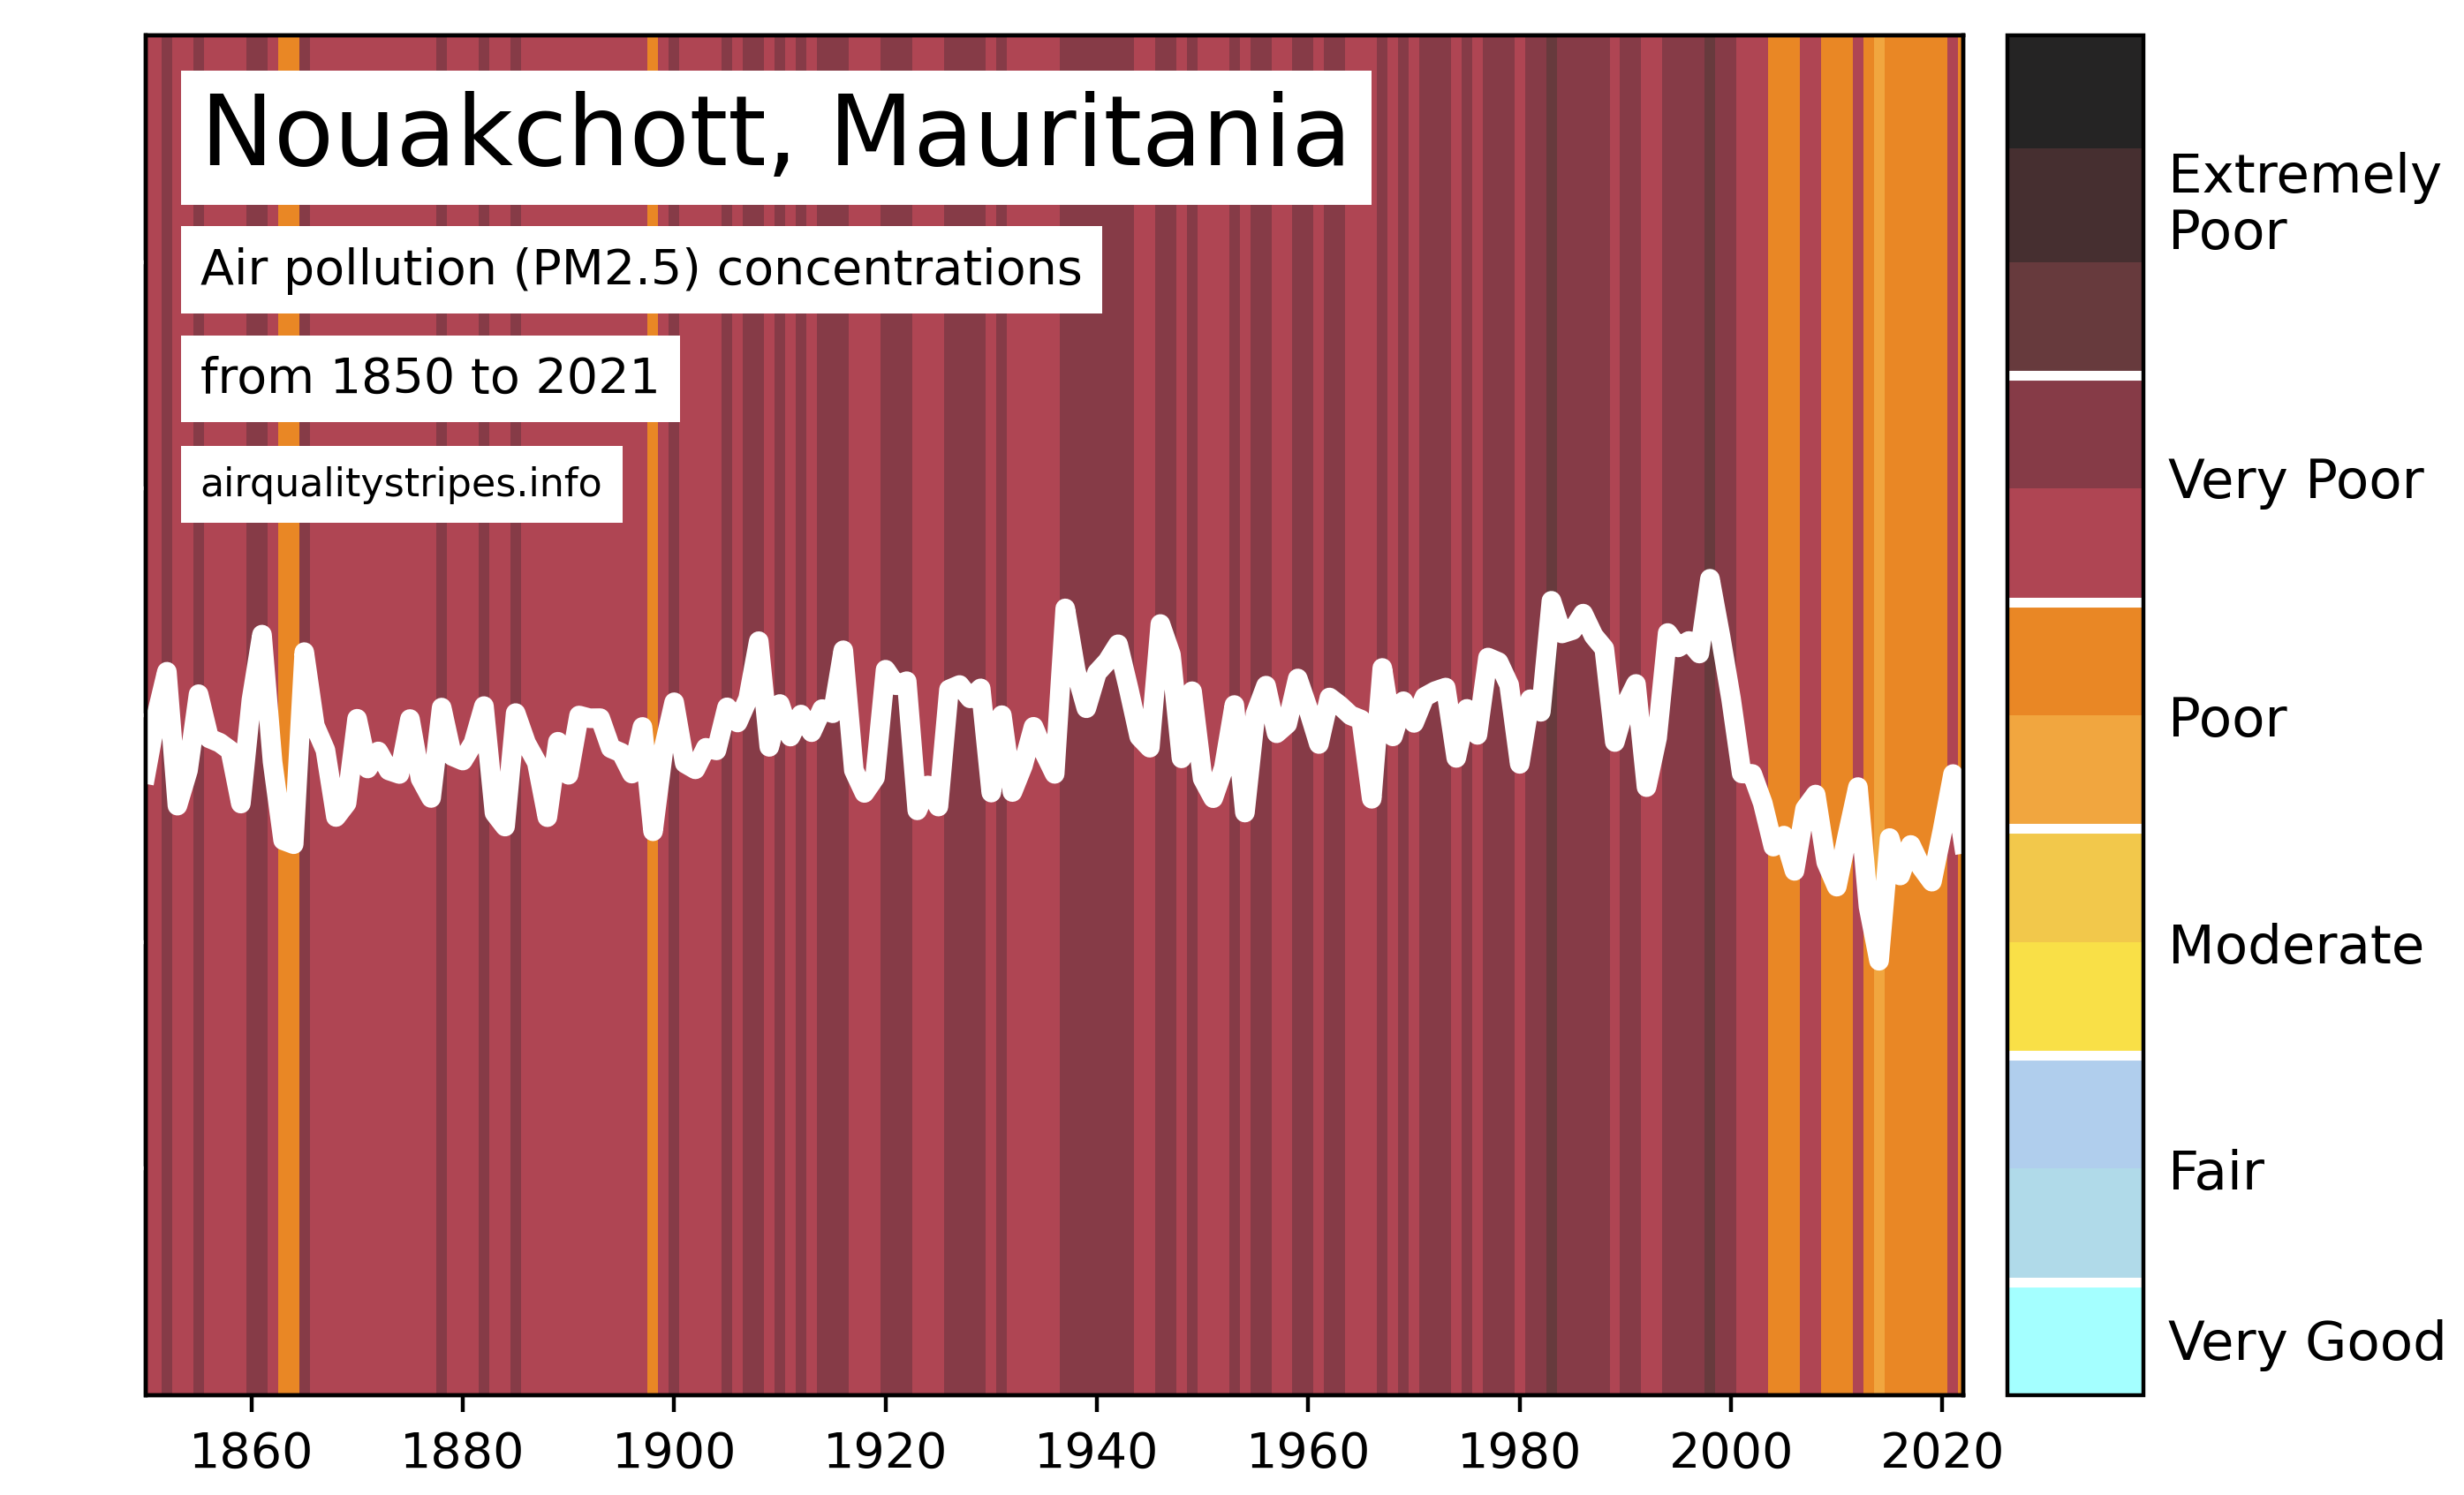 Nouakchott, Mauritania
Air pollution (PM2.5) concentrations
from 1850 to 2021
airqualitystripes.info
Extremely
Poor
Very Poor
Poor
Moderate
Fair
Very Good
1860 1880 1900 1920 1940 1960 1980 2000 2020